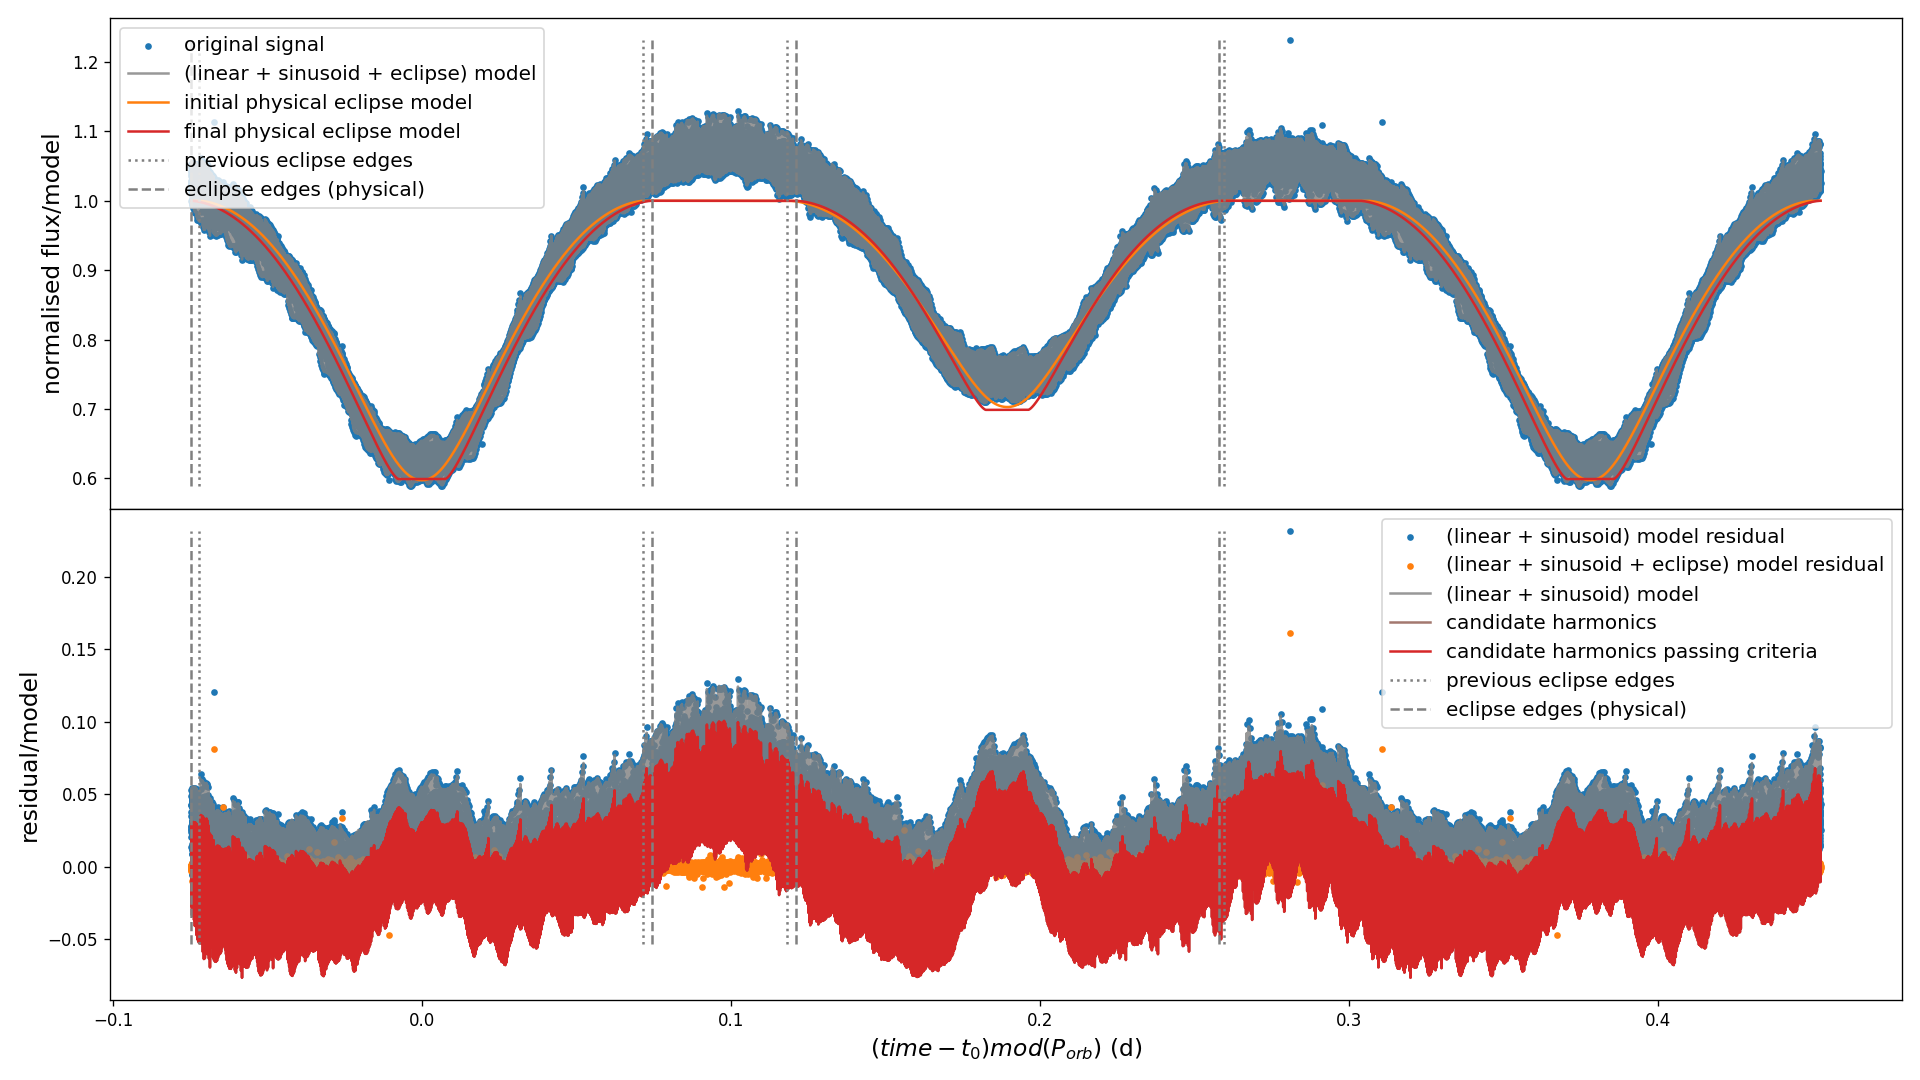 original signal
(linear + sinusoid + eclipse) model
initial physical eclipse model
final physical eclipse model
previous eclipse edges
eclipse edges (physical)
normalised flux/model
1.2
1.1
1.0
0.9
0.8
0.7
0.6
(linear + sinusoid) model residual
(linear + sinusoid + eclipse) model residual
(linear + sinusoid) model
candidate harmonics
candidate harmonics passing criteria
previous eclipse edges
eclipse edges (physical)
residual/model
0.20
0.15
0.10
0.05
0.00
−0.05
−0.1 0.0 0.1 0.2 0.3 0.4
(time − t₀)mod(Pₒᵣb) (d)